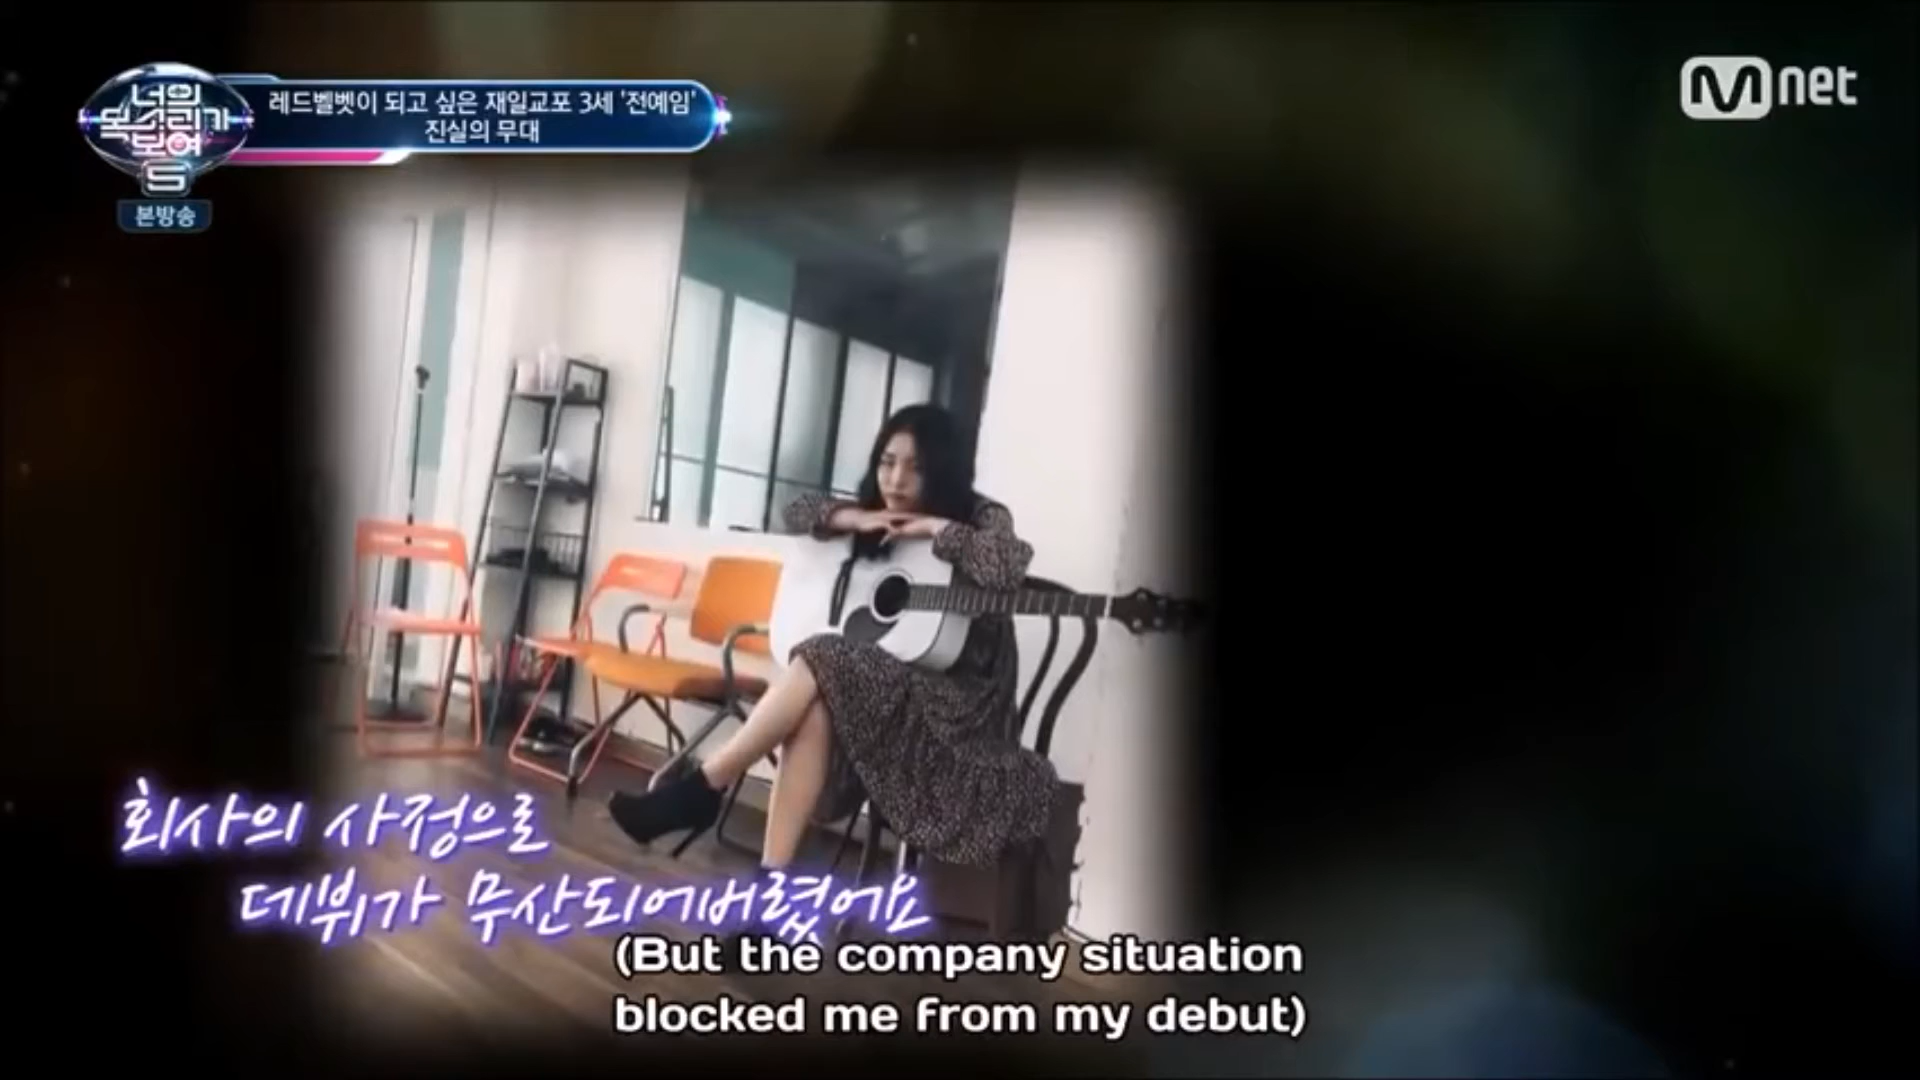 너의
목소리가
보여
5
본방송
레드벨벳이 되고 싶은 재일교포 3세 '전예임'
진실의 무대
Mnet
회사의 사정으로
데뷔가 무산되어버렸어요
(But the company situation
blocked me from my debut)